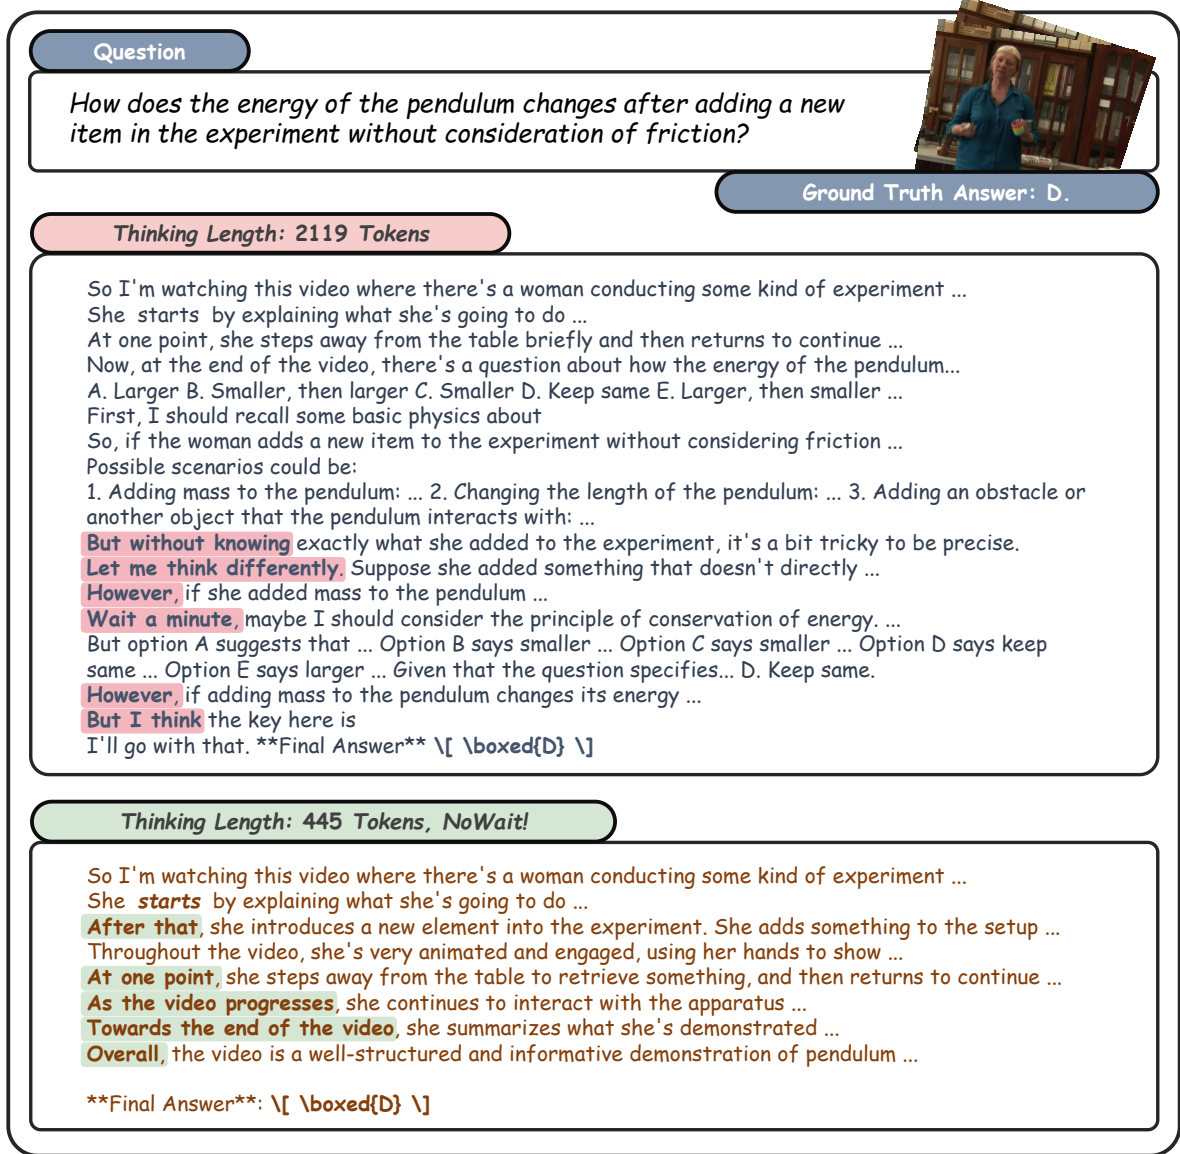 Question
How does the energy of the pendulum changes after adding a new
item in the experiment without consideration of friction?
Ground Truth Answer: D.
Thinking Length: 2119 Tokens
So I'm watching this video where there's a woman conducting some kind of experiment ...
She starts by explaining what she's going to do ...
At one point, she steps away from the table briefly and then returns to continue ...
Now, at the end of the video, there's a question about how the energy of the pendulum...
A. Larger B. Smaller, then larger C. Smaller D. Keep same E. Larger, then smaller ...
First, I should recall some basic physics about
So, if the woman adds a new item to the experiment without considering friction ...
Possible scenarios could be:
1. Adding mass to the pendulum: ... 2. Changing the length of the pendulum: ... 3. Adding an obstacle or
another object that the pendulum interacts with: ...
But without knowing exactly what she added to the experiment, it's a bit tricky to be precise.
Let me think differently. Suppose she added something that doesn't directly ...
However, if she added mass to the pendulum ...
Wait a minute, maybe I should consider the principle of conservation of energy. ...
But option A suggests that ... Option B says smaller ... Option C says smaller ... Option D says keep
same ... Option E says larger ... Given that the question specifies... D. Keep same.
However, if adding mass to the pendulum changes its energy ...
But I think the key here is
I'll go with that. **Final Answer** \[ \boxed{D} \]
Thinking Length: 445 Tokens, NoWait!
So I'm watching this video where there's a woman conducting some kind of experiment ...
She starts by explaining what she's going to do ...
After that, she introduces a new element into the experiment. She adds something to the setup ...
Throughout the video, she's very animated and engaged, using her hands to show ...
At one point, she steps away from the table to retrieve something, and then returns to continue ...
As the video progresses, she continues to interact with the apparatus ...
Towards the end of the video, she summarizes what she's demonstrated ...
Overall, the video is a well-structured and informative demonstration of pendulum ...
**Final Answer**: \[ \boxed{D} \]